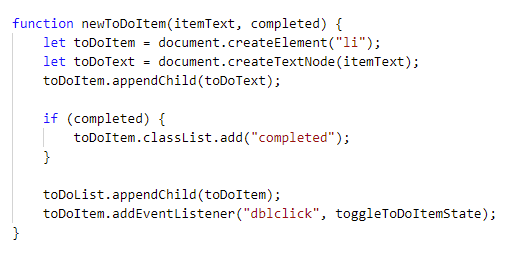 function newToDoItem(itemText, completed) {
    let toDoItem = document.createElement("li");
    let toDoText = document.createTextNode(itemText);
    toDoItem.appendChild(toDoText);

    if (completed) {
        toDoItem.classList.add("completed");
    }

    toDoList.appendChild(toDoItem);
    toDoItem.addEventListener("dblclick", toggleToDoItemState);
}